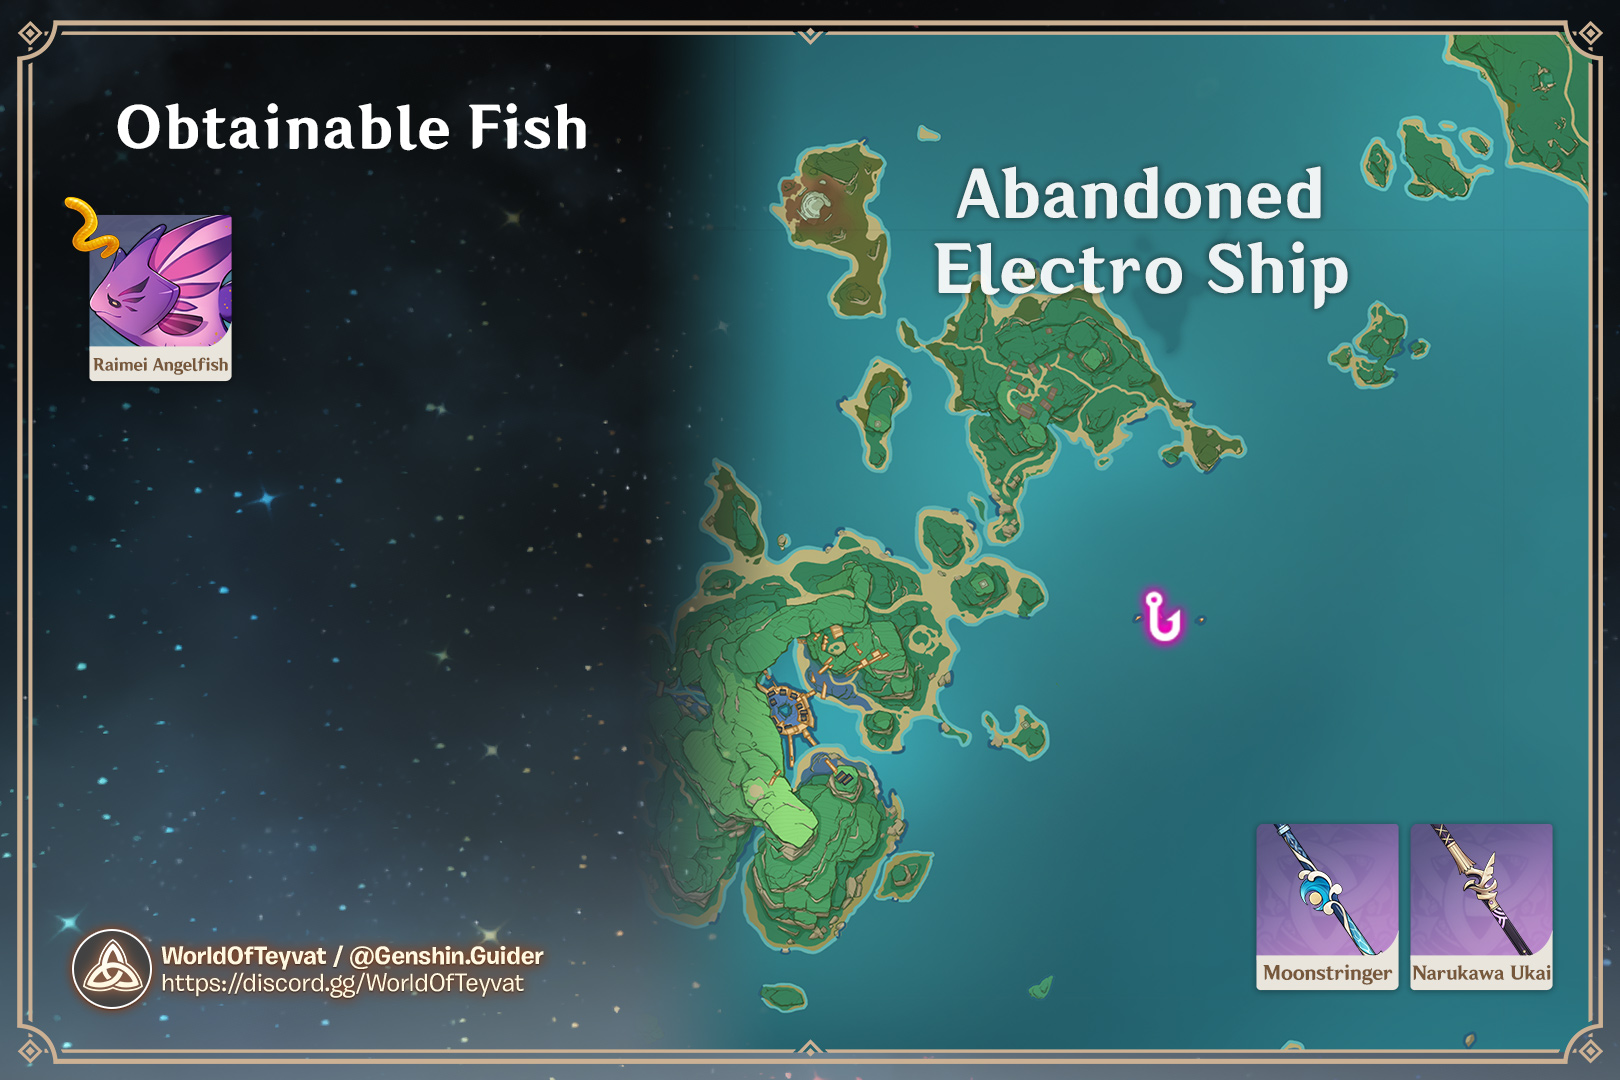 Obtainable Fish
Raimei Angelfish
Abandoned
Electro Ship
Moonstringer
Narukawa Ukai
WorldOfTeyvat / @Genshin.Guider
https://discord.gg/WorldOfTeyvat